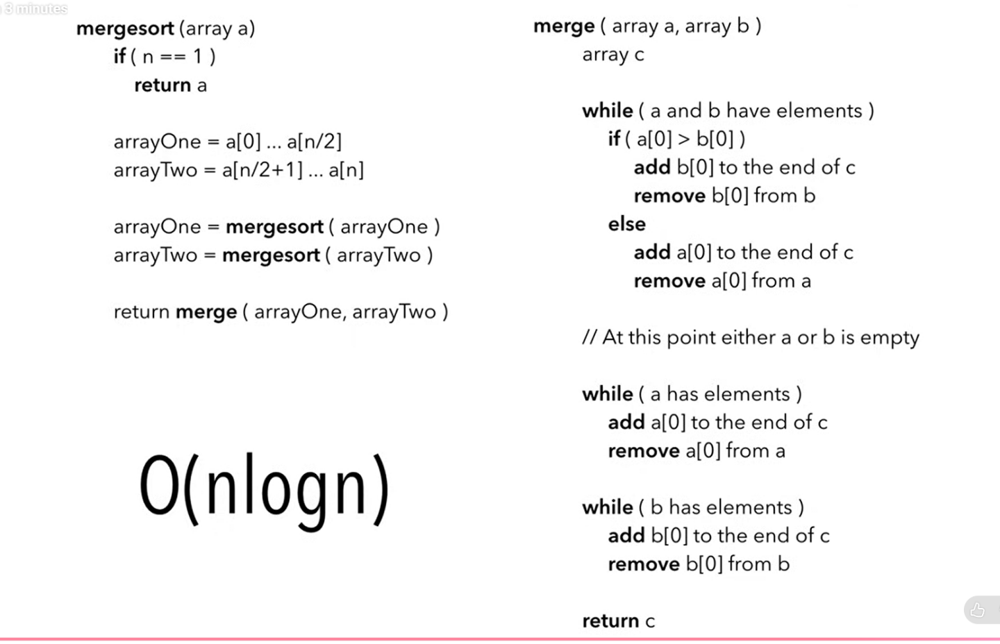 3 minutes
mergesort (array a)
if ( n == 1 )
return a
arrayOne = a[0] ... a[n/2]
arrayTwo = a[n/2+1] ... a[n]
arrayOne = mergesort ( arrayOne )
arrayTwo = mergesort ( arrayTwo )
return merge ( arrayOne, arrayTwo )
O(nlogn)
merge ( array a, array b )
array c
while ( a and b have elements )
if ( a[0] > b[0] )
add b[0] to the end of c
remove b[0] from b
else
add a[0] to the end of c
remove a[0] from a
// At this point either a or b is empty
while ( a has elements )
add a[0] to the end of c
remove a[0] from a
while ( b has elements )
add b[0] to the end of c
remove b[0] from b
return c